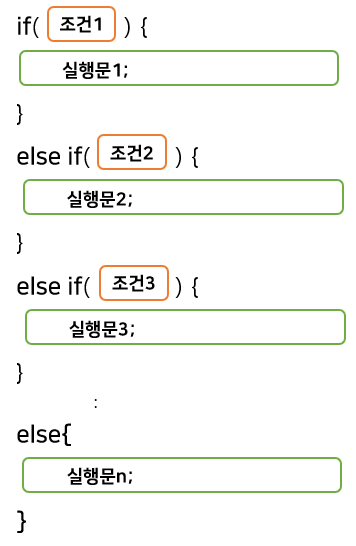 if( 조건1 ) {
실행문1;
}
else if( 조건2 ) {
실행문2;
}
else if( 조건3 ) {
실행문3;
}
:
else{
실행문n;
}